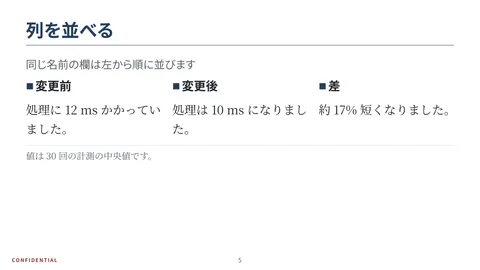 列を並べる
同じ名前の欄は左から順に並びます
変更前
処理に 12 ms かかってい
ました。
変更後
処理は 10 ms になりまし
た。
差
約 17% 短くなりました。
値は 30 回の計測の中央値です。
CONFIDENTIAL
5